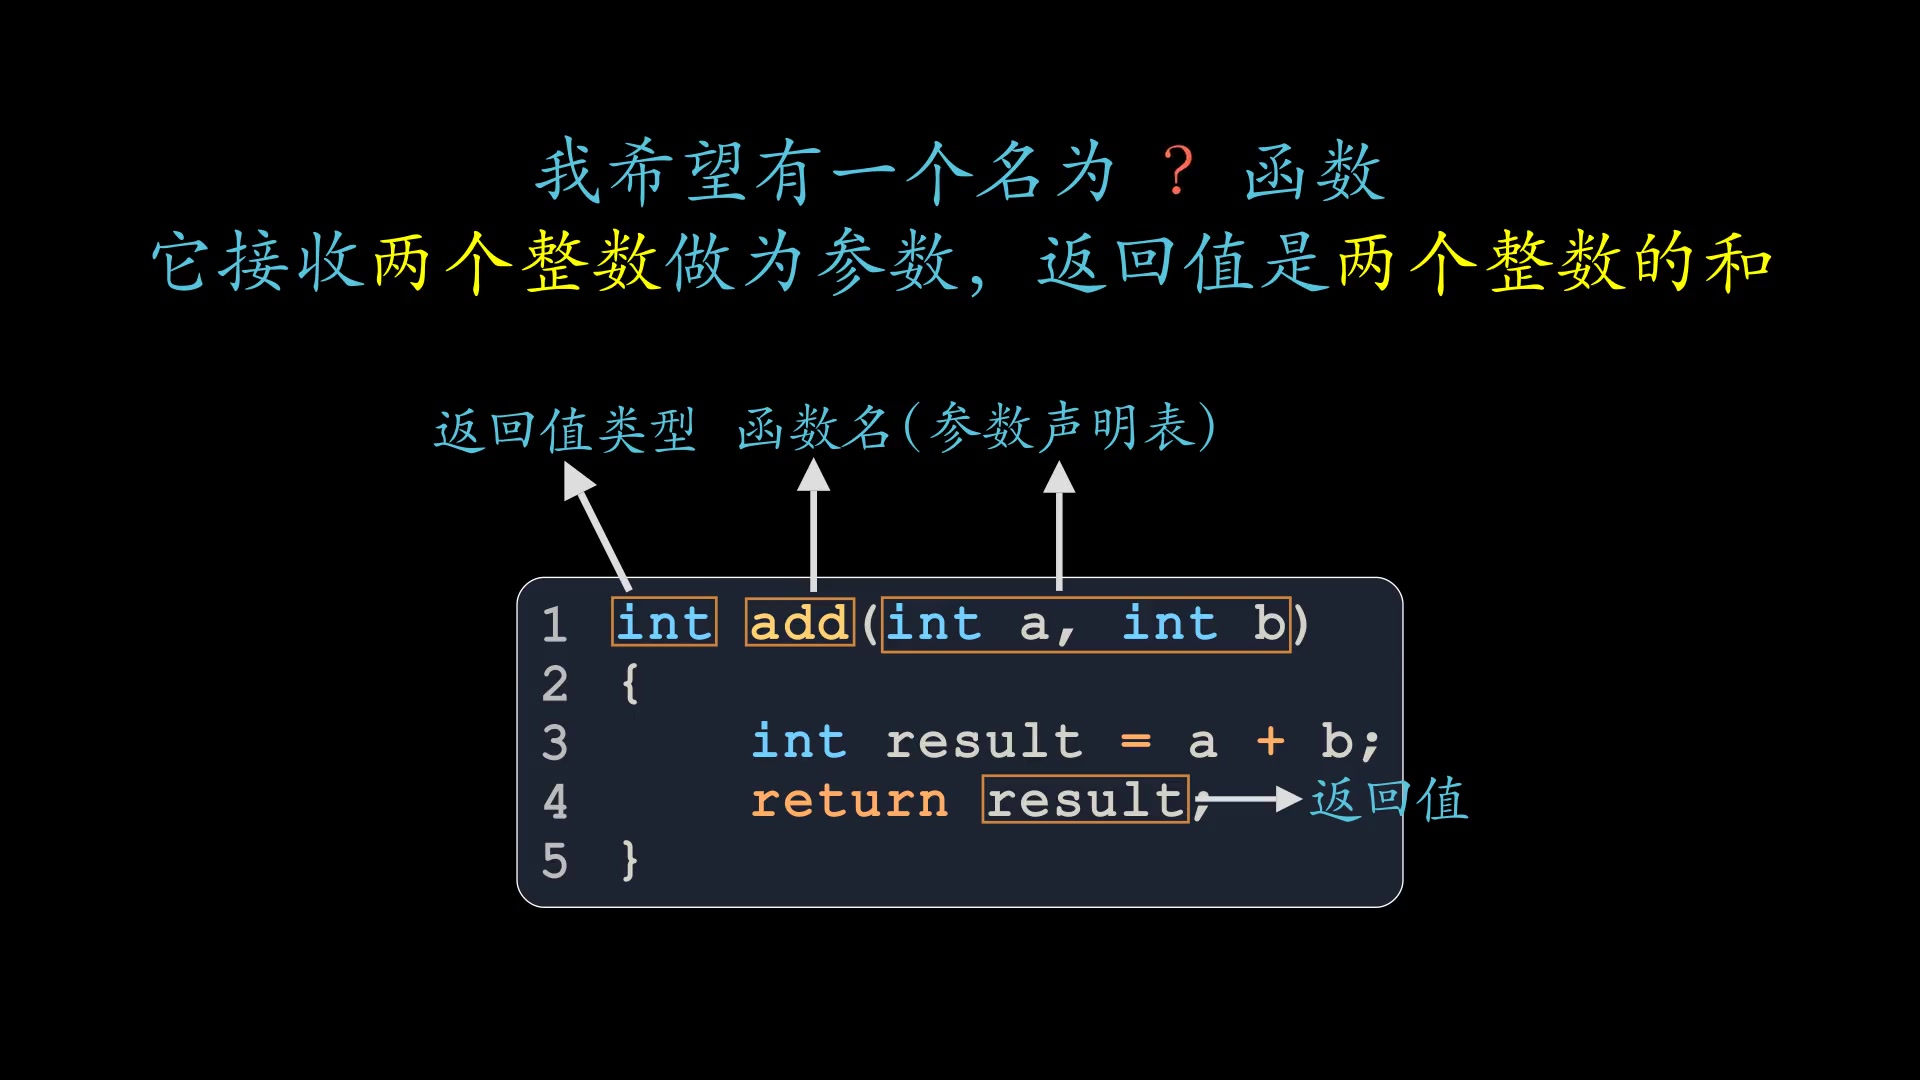 我希望有一个名为 ? 函数
它接收两个整数做为参数，返回值是两个整数的和
返回值类型 函数名(参数声明表)
1 int add(int a, int b)
2 {
3 int result = a + b;
4 return result; 返回值
5 }